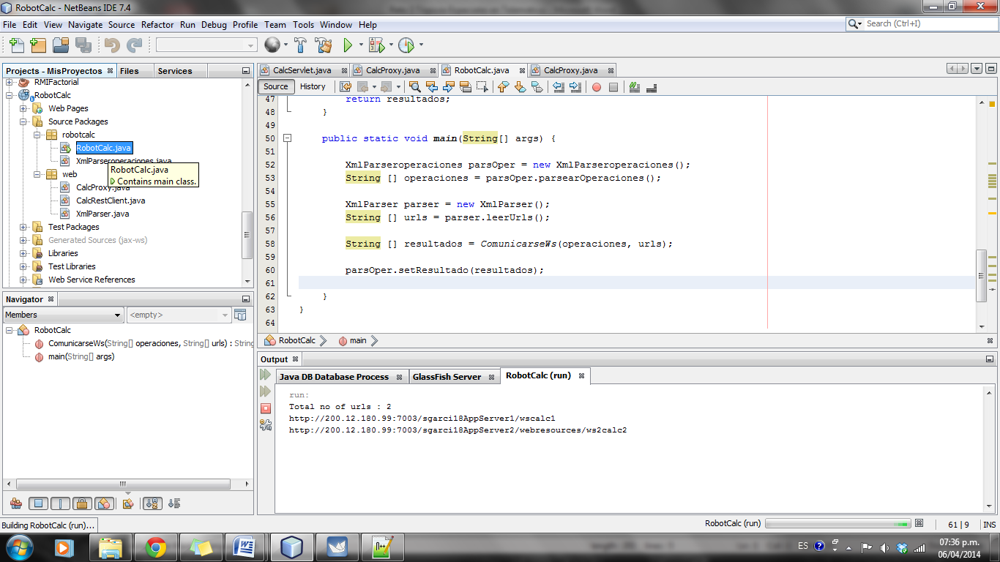 RobotCalc - NetBeans IDE 7.4
File Edit View Navigate Source Refactor Run Debug Profile Team Tools Window Help
Search (Ctrl+I)
Projects - MisProyectos
Files
Services
RMIFactorial
RobotCalc
Web Pages
Source Packages
robotcalc
RobotCalc.java
XmlParseroperaciones.java
RobotCalc.java
Contains main class.
web
CalcProxy.java
CalcRestClient.java
XmlParser.java
Test Packages
Generated Sources (jax-ws)
Libraries
Test Libraries
Web Service References
Navigator
Members
<empty>
RobotCalc
ComunicarseWs(String[] operaciones, String[] urls) : String
main(String[] args)
CalcServlet.java
CalcProxy.java
RobotCalc.java
CalcProxy.java
Source
History
47 return resultados;
48 }
49
50 public static void main(String[] args) {
51
52 XmlParseroperaciones parsOper = new XmlParseroperaciones();
53 String [] operaciones = parsOper.parsearOperaciones();
54
55 XmlParser parser = new XmlParser();
56 String [] urls = parser.leerUrls();
57
58 String [] resultados = ComunicarseWs(operaciones, urls);
59
60 parsOper.setResultado(resultados);
61
62 }
63 }
64
RobotCalc
main
Output
Java DB Database Process
GlassFish Server
RobotCalc (run)
run:
Total no of urls : 2
http://200.12.180.99:7003/sgarci18AppServer1/wscalc1
http://200.12.180.99:7003/sgarci18AppServer2/webresources/ws2calc2
Building RobotCalc (run)...
RobotCalc (run)
61 | 9
INS
ES
07:36 p.m.
06/04/2014